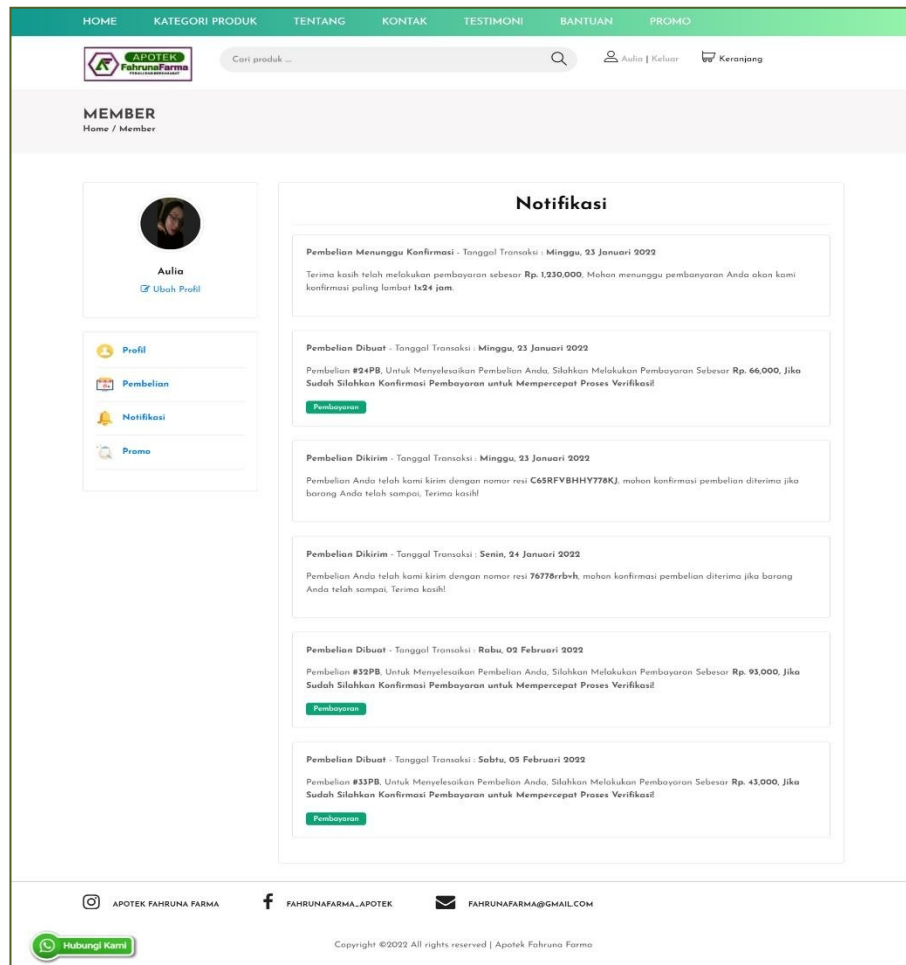 HOME KATEGORI PRODUK TENTANG KONTAK TESTIMONI BANTUAN PROMO
APOTEK
FahrunaFarma
Cari produk ...
Aulia | Keluar
Keranjang
MEMBER
Home / Member
Aulia
Ubah Profil
Profil
Pembelian
Notifikasi
Promo
Notifikasi
Pembelian Menunggu Konfirmasi - Tanggal Transaksi : Minggu, 23 Januari 2022
Terima kasih telah melakukan pembayaran sebesar Rp. 1,230,000, Mohon menunggu pembanyaran Anda akan kami
konfirmasi paling lambat 1x24 jam.
Pembelian Dibuat - Tanggal Transaksi : Minggu, 23 Januari 2022
Pembelian #24PB, Untuk Menyelesaikan Pembelian Anda, Silahkan Melakukan Pembayaran Sebesar Rp. 66,000, Jika
Sudah Silahkan Konfirmasi Pembayaran untuk Mempercepat Proses Verifikasi!
Pembayaran
Pembelian Dikirim - Tanggal Transaksi : Minggu, 23 Januari 2022
Pembelian Anda telah kami kirim dengan nomor resi C65RFVBHHY778KJ, mohon konfirmasi pembelian diterima jika
barang Anda telah sampai, Terima kasih!
Pembelian Dikirim - Tanggal Transaksi : Senin, 24 Januari 2022
Pembelian Anda telah kami kirim dengan nomor resi 76778rrbvh, mohon konfirmasi pembelian diterima jika barang
Anda telah sampai, Terima kasih!
Pembelian Dibuat - Tanggal Transaksi : Rabu, 02 Februari 2022
Pembelian #32PB, Untuk Menyelesaikan Pembelian Anda, Silahkan Melakukan Pembayaran Sebesar Rp. 93,000, Jika
Sudah Silahkan Konfirmasi Pembayaran untuk Mempercepat Proses Verifikasi!
Pembayaran
Pembelian Dibuat - Tanggal Transaksi : Sabtu, 05 Februari 2022
Pembelian #33PB, Untuk Menyelesaikan Pembelian Anda, Silahkan Melakukan Pembayaran Sebesar Rp. 43,000, Jika
Sudah Silahkan Konfirmasi Pembayaran untuk Mempercepat Proses Verifikasi!
Pembayaran
APOTEK FAHRUNA FARMA FAHRUNAFARMA_APOTEK FAHRUNAFARMA@GMAIL.COM
Hubungi Kami
Copyright ©2022 All rights reserved | Apotek Fahruna Farma